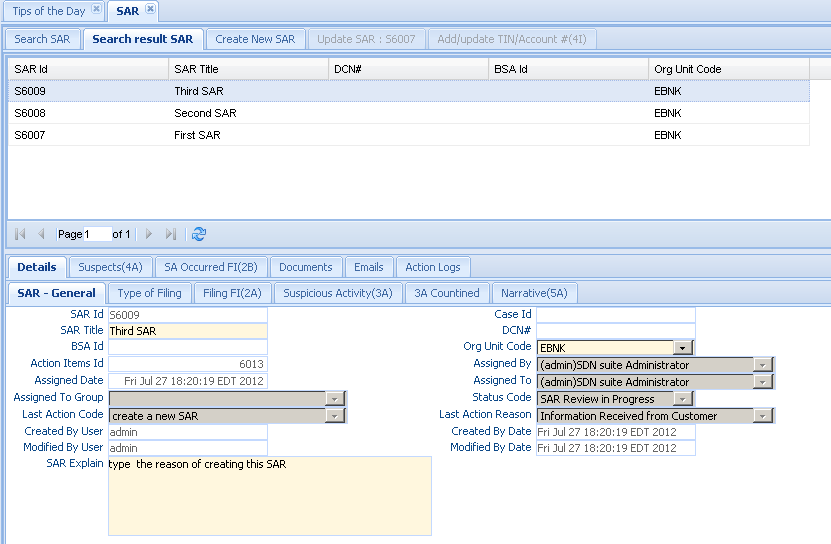 Tips of the Day SAR
Search SAR Search result SAR Create New SAR Update SAR : S6007 Add/update TIN/Account #(4I)
SAR Id SAR Title DCN# BSA Id Org Unit Code
S6009 Third SAR EBNK
S6008 Second SAR EBNK
S6007 First SAR EBNK
Page 1 of 1
Details Suspects(4A) SA Occurred FI(2B) Documents Emails Action Logs
SAR - General Type of Filing Filing FI(2A) Suspicious Activity(3A) 3A Countined Narrative(5A)
SAR Id S6009 Case Id
SAR Title Third SAR DCN#
BSA Id Org Unit Code EBNK
Action Items Id 6013 Assigned By (admin)SDN suite Administrator
Assigned Date Fri Jul 27 18:20:19 EDT 2012 Assigned To (admin)SDN suite Administrator
Assigned To Group Status Code SAR Review in Progress
Last Action Code create a new SAR Last Action Reason Information Received from Customer
Created By User admin Created By Date Fri Jul 27 18:20:19 EDT 2012
Modified By User admin Modified By Date Fri Jul 27 18:20:19 EDT 2012
SAR Explain type the reason of creating this SAR